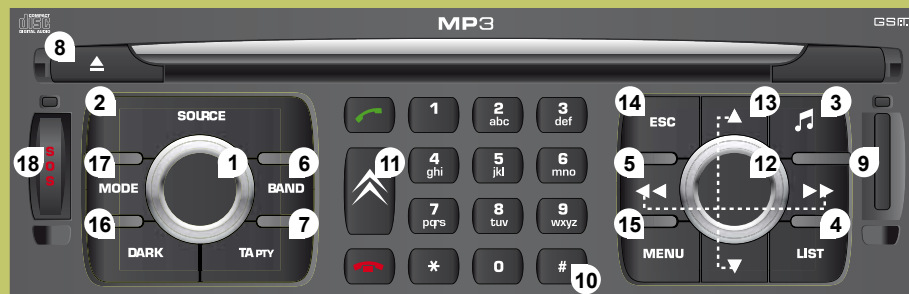 COMPACT
disc
DIGITAL AUDIO
MP3
8
2
SOURCE
1
2
abc
3
def
14
ESC
13
3
18
SOS
17
MODE
1
6
BAND
11
4
ghi
5
jkl
6
mno
5
12
9
16
DARK
7
TA PTY
7
pqrs
8
tuv
9
wxyz
15
MENU
4
LIST
*
0
#
10